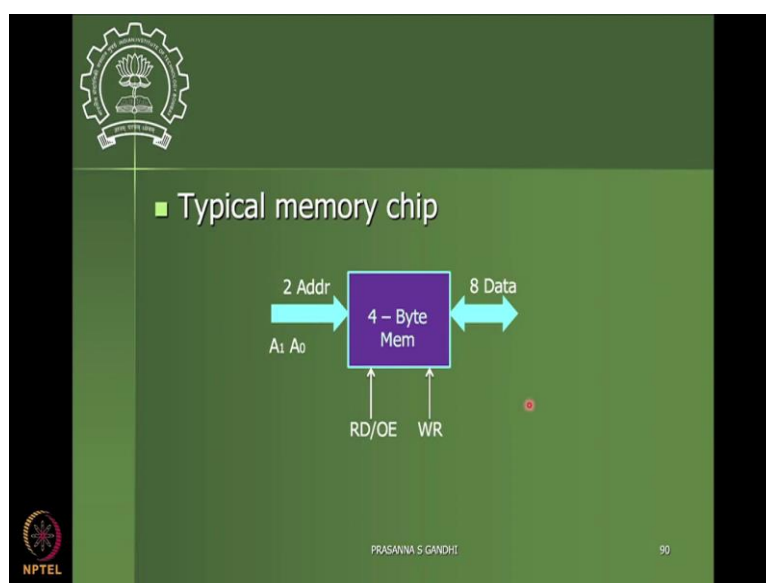 Typical memory chip
2 Addr
8 Data
4 – Byte
Mem
A₁ A₀
RD/OE WR
PRASANNA S GANDHI
90
NPTEL